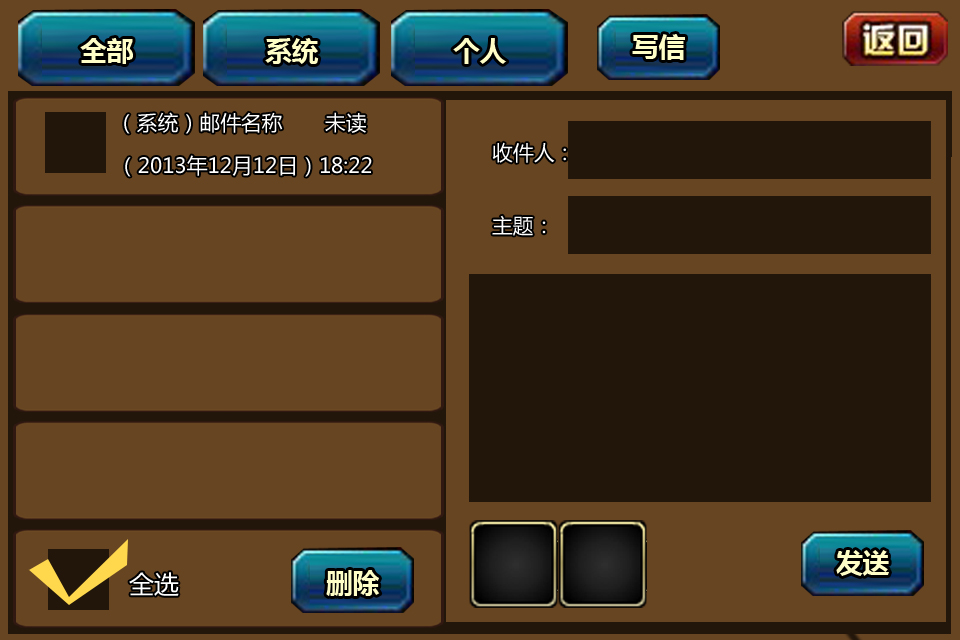 全部
系统
个人
写信
返回
（系统）邮件名称 未读
（2013年12月12日）18:22
收件人：
主题：
全选
删除
发送